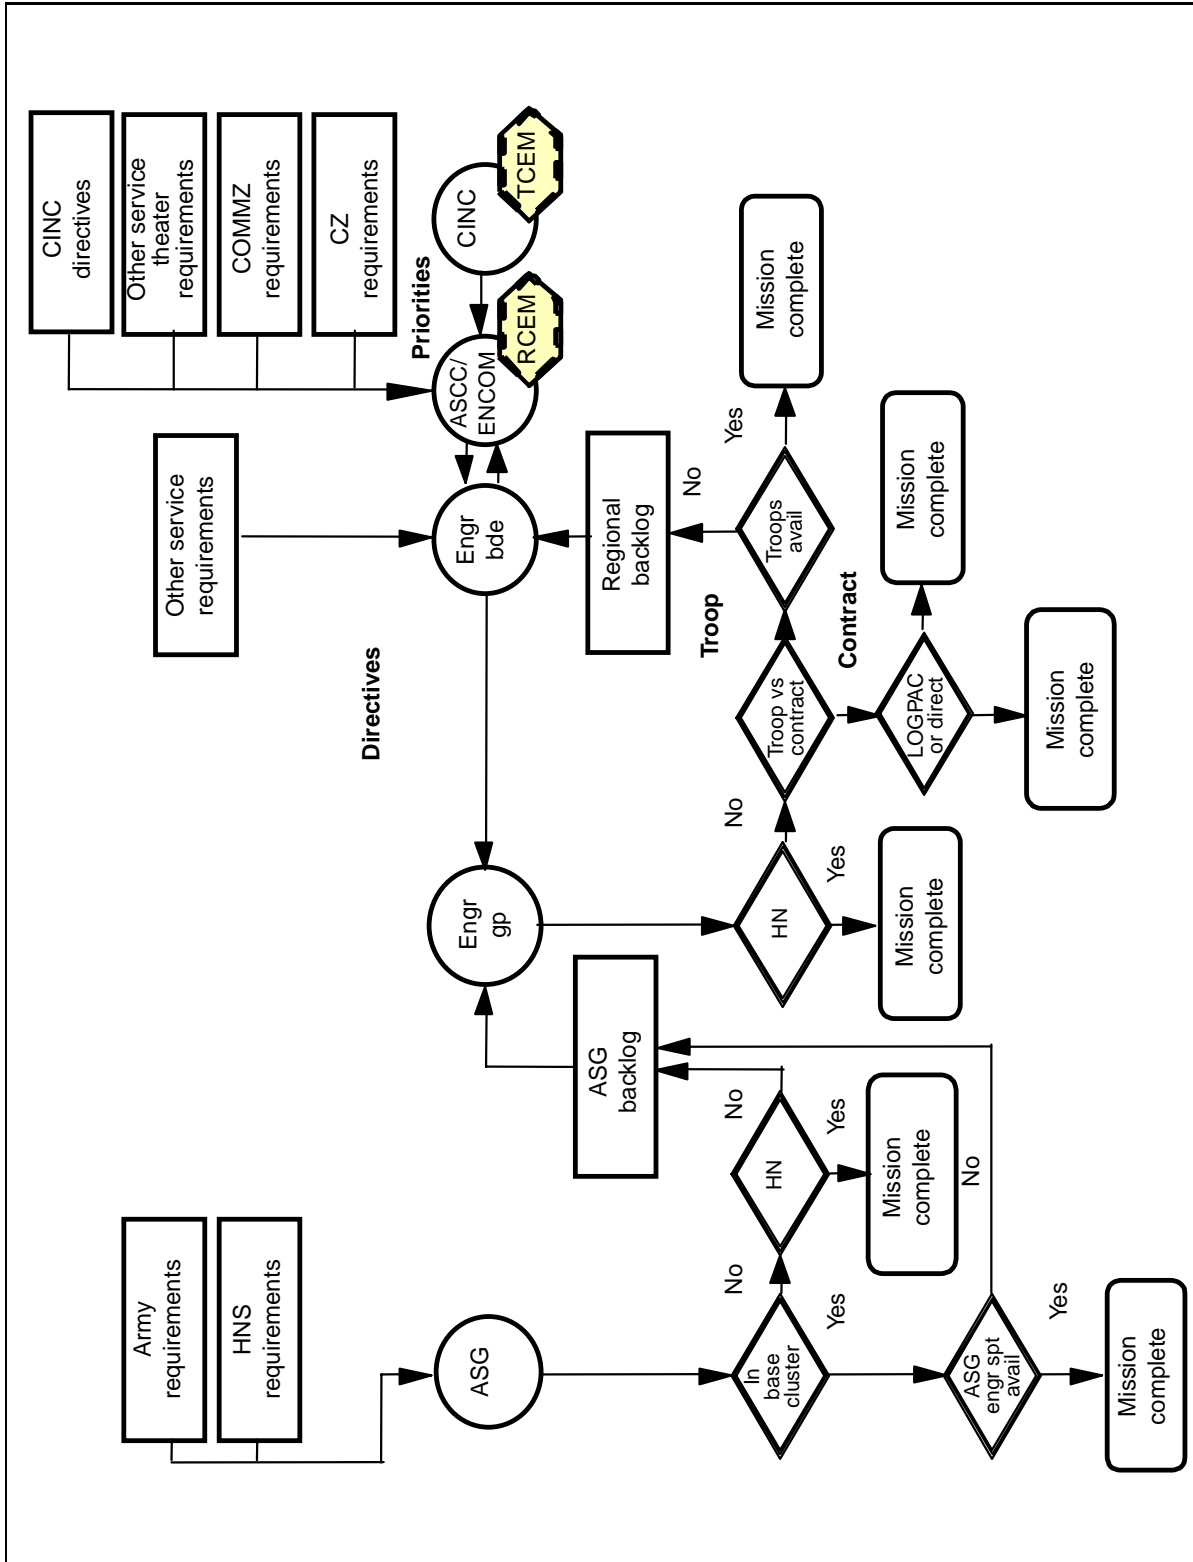 Army
requirements
HNS
requirements
Other service
requirements
CINC
directives
Other service
theater
requirements
COMMZ
requirements
CZ
requirements
Directives
Priorities
ASG
Engr
gp
Engr
bde
ASCC/
ENCOM
RCEM
CINC
TCEM
ASG
backlog
Regional
backlog
In
base
cluster
No
Yes
HN
No
Yes
Mission
complete
ASG
engr spt
avail
No
Yes
Mission
complete
HN
No
Yes
Mission
complete
Troop vs
contract
Troop
Contract
Troops
avail
No
Yes
Mission
complete
LOGPAC
or direct
Mission
complete
Mission
complete